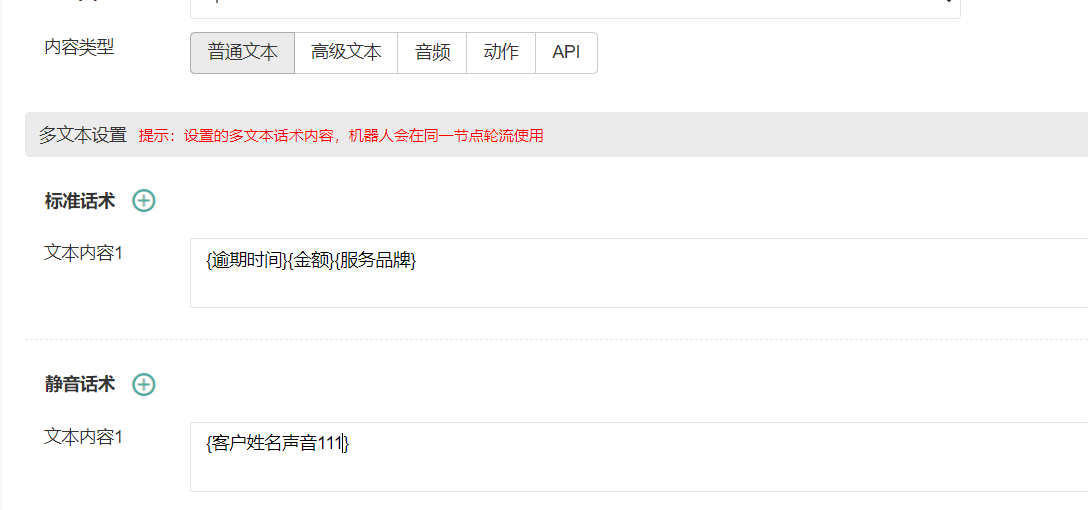 内容类型
普通文本 高级文本 音频 动作 API
多文本设置 提示：设置的多文本话术内容，机器人会在同一节点轮流使用
标准话术
文本内容1
{逾期时间}{金额}{服务品牌}
静音话术
文本内容1
{客户姓名声音111}